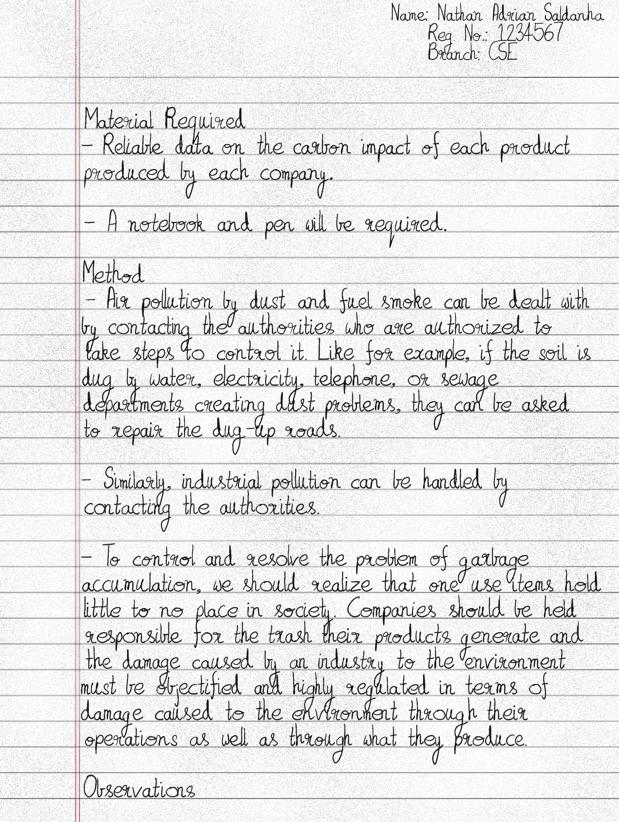 Name: Nathan Adrian Saldanha
Reg No.: 1234567
Branch: CSE
Material Required
– Reliable data on the carbon impact of each product
produced by each company.
– A notebook and pen will be required.
Method
– Air pollution by dust and fuel smoke can be dealt with
by contacting the authorities who are authorized to
take steps to control it. Like for example, if the soil is
dug by water, electricity, telephone, or sewage
departments creating dust problems, they can be asked
to repair the dug-up roads.
– Similarly, industrial pollution can be handled by
contacting the authorities.
– To control and resolve the problem of garbage
accumulation, we should realize that one use items hold
little to no place in society. Companies should be held
responsible for the trash their products generate and
the damage caused by an industry to the environment
must be objectified and highly regulated in terms of
damage caused to the environment through their
operations as well as through what they produce.
Observations